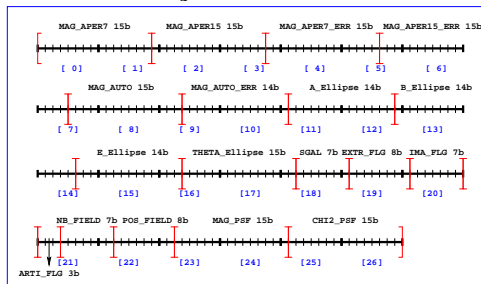 MAG_APER7 15b MAG_APER15 15b MAG_APER7_ERR 15b MAG_APER15_ERR 15b
[ 0] [ 1] [ 2] [ 3] [ 4] [ 5] [ 6]
MAG_AUTO 15b MAG_AUTO_ERR 14b A_Ellipse 14b B_Ellipse 14b
[ 7] [ 8] [ 9] [10] [11] [12] [13]
E_Ellipse 14b THETA_Ellipse 15b SGAL 7b EXTR_FLG 8b IMA_FLG 7b
[14] [15] [16] [17] [18] [19] [20]
NB_FIELD 7b POS_FIELD 8b MAG_PSF 15b CHI2_PSF 15b
[21] [22] [23] [24] [25] [26]
ARTI_FLG 3b